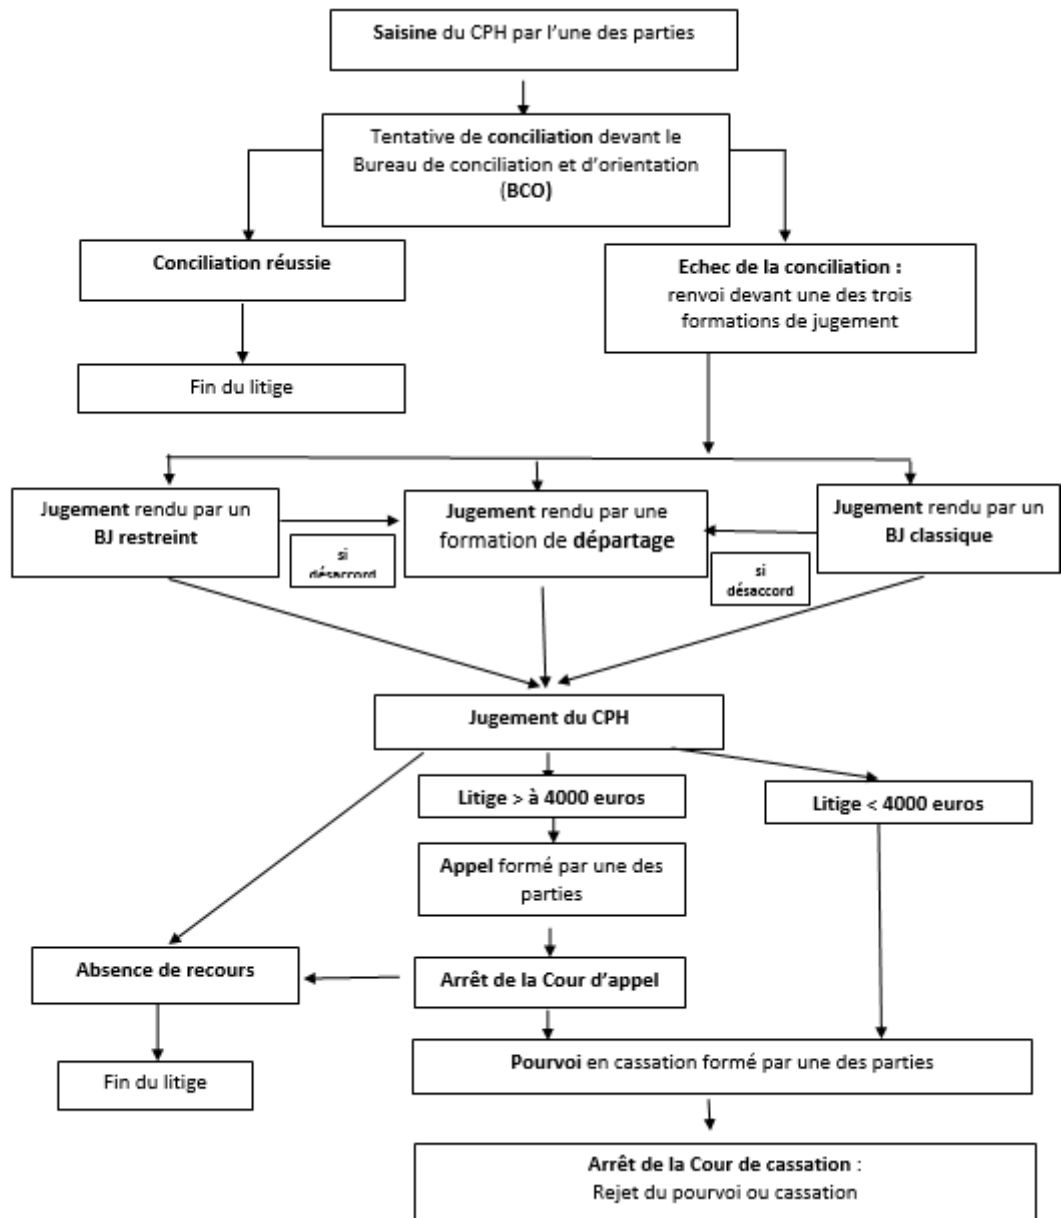 Saisine du CPH par l’une des parties
Tentative de conciliation devant le
Bureau de conciliation et d’orientation
(BCO)
Conciliation réussie
Echec de la conciliation :
renvoi devant une des trois
formations de jugement
Fin du litige
Jugement rendu par un
BJ restreint
si
désaccord
Jugement rendu par une
formation de départage
si
désaccord
Jugement rendu par un
BJ classique
Jugement du CPH
Litige > à 4000 euros
Litige < 4000 euros
Appel formé par une des
parties
Absence de recours
Arrêt de la Cour d’appel
Fin du litige
Pourvoi en cassation formé par une des parties
Arrêt de la Cour de cassation :
Rejet du pourvoi ou cassation